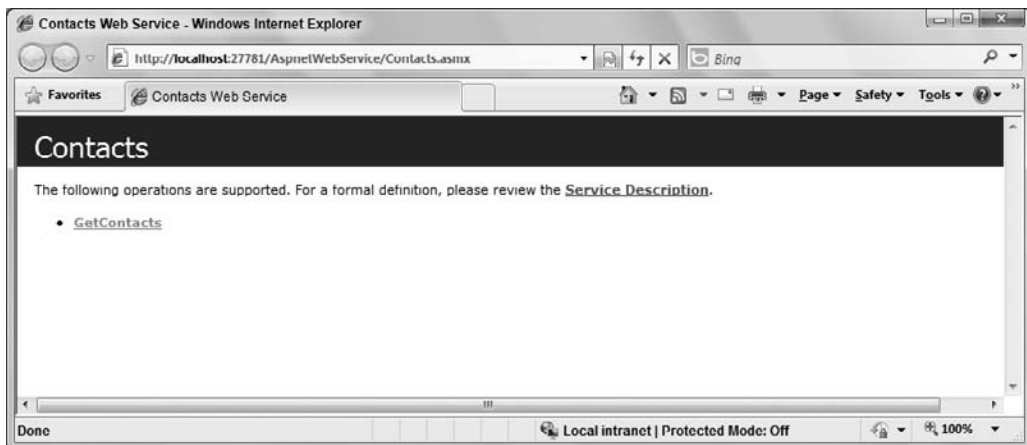 Contacts Web Service - Windows Internet Explorer
http://localhost:27781/AspnetWebService/Contacts.asmx
Bing
Favorites
Contacts Web Service
Page
Safety
Tools
Contacts
The following operations are supported. For a formal definition, please review the Service Description.
• GetContacts
Done
Local intranet | Protected Mode: Off
100%